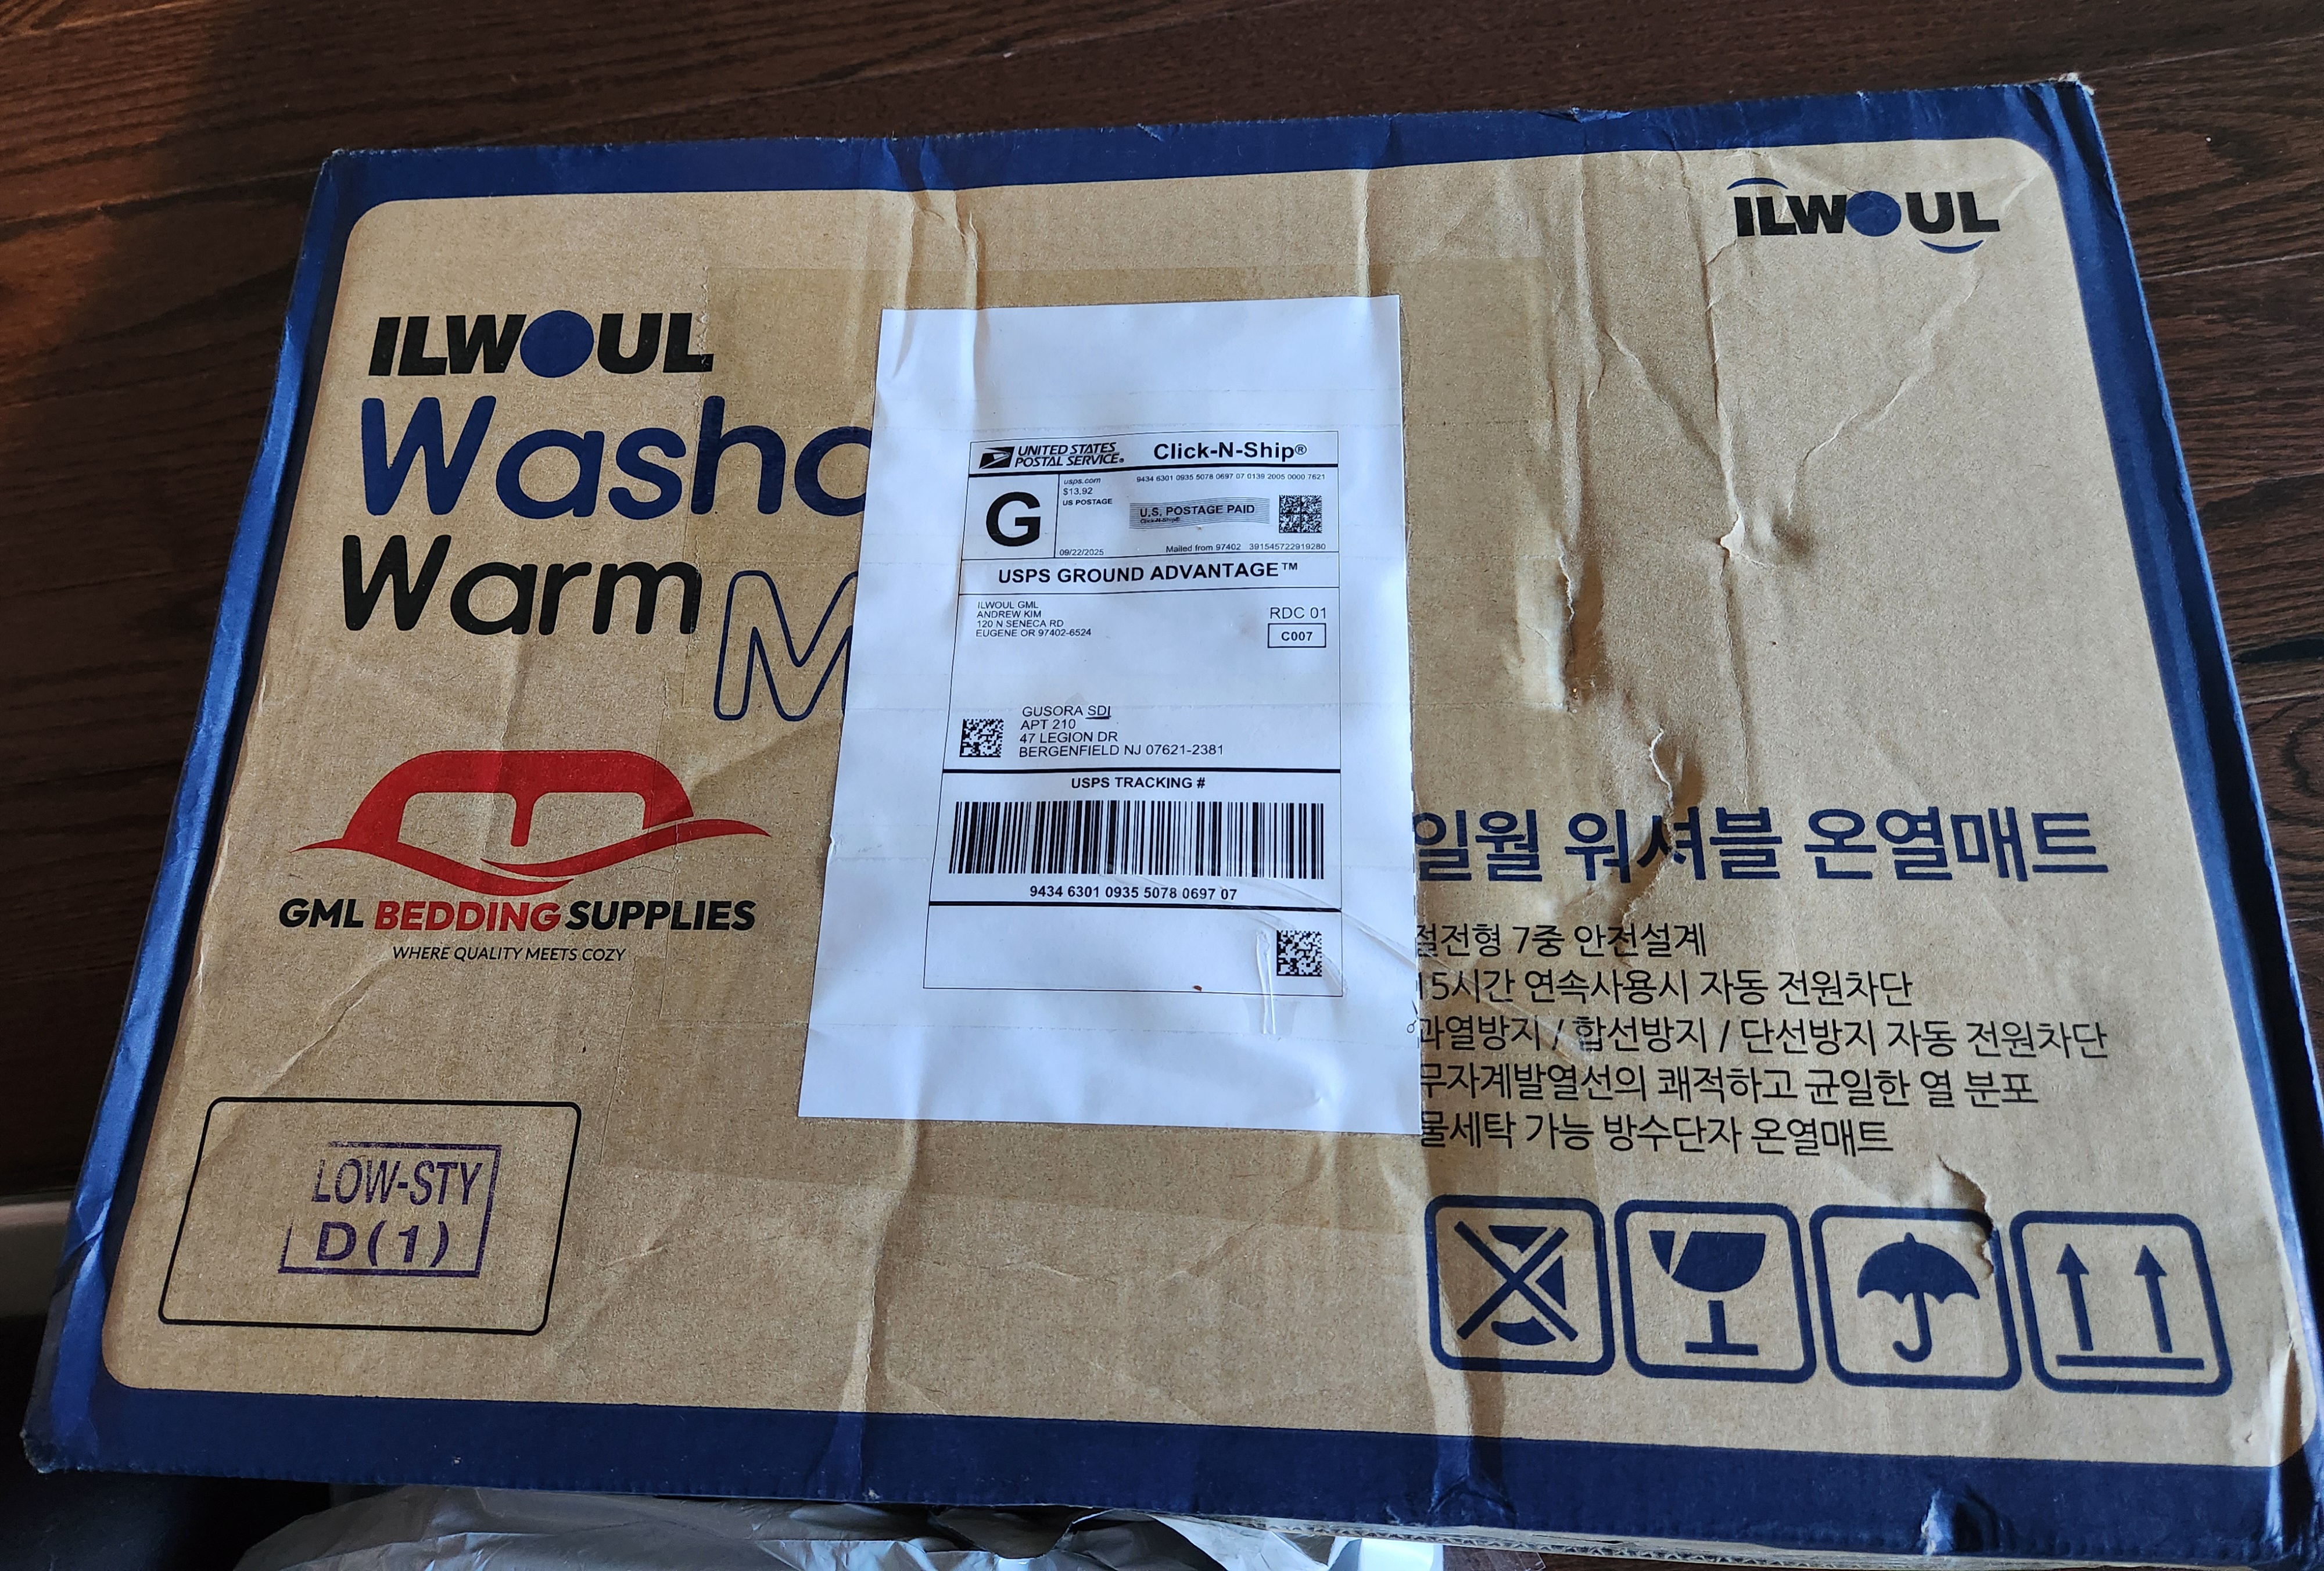 ILWOUL
ILWOUL
Warm
GML BEDDING SUPPLIES
WHERE QUALITY MEETS COZY
LOW-STY
D(1)
UNITED STATES POSTAL SERVICE® Click-N-Ship®
G
usps.com
$13.92
US POSTAGE
9434 6301 0935 5078 0697 07 0139 2005 0000 7621
U.S. POSTAGE PAID
Click-N-Ship®
09/22/2025
Mailed from 97402 391545722919280
USPS GROUND ADVANTAGE™
ILWOUL GML
ANDREW KIM
120 N SENECA RD
EUGENE OR 97402-6524
RDC 01
C007
GUSORA SDI
APT 210
47 LEGION DR
BERGENFIELD NJ 07621-2381
USPS TRACKING #
9434 6301 0935 5078 0697 07
일월 워셔블 온열매트
절전형 7중 안전설계
15시간 연속사용시 자동 전원차단
과열방지 / 합선방지 / 단선방지 자동 전원차단
무자계발열선의 쾌적하고 균일한 열 분포
물세탁 가능 방수단자 온열매트